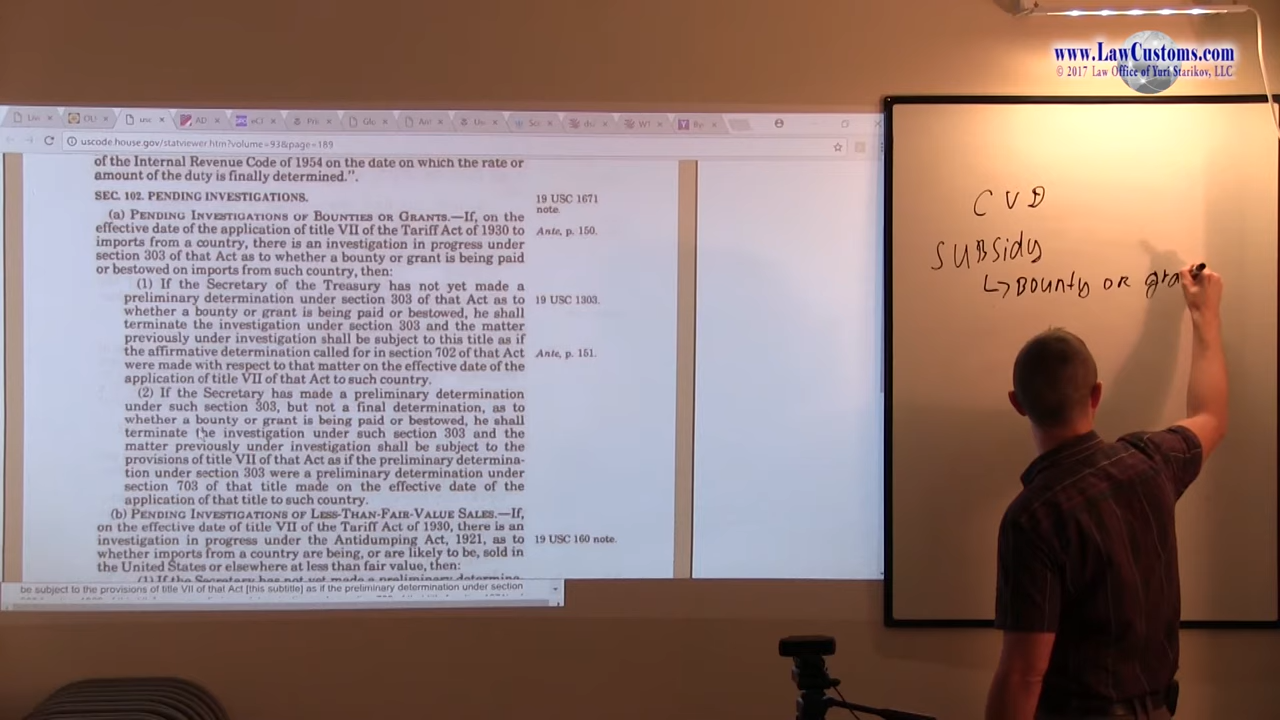 www.LawCustoms.com
© 2017 Law Office of Yuri Starikov, LLC
uscode.house.gov/statviewer.htm?volume=93&page=189
of the Internal Revenue Code of 1954 on the date on which the rate or
amount of the duty is finally determined.".
SEC. 102. PENDING INVESTIGATIONS.
19 USC 1671
note.
(a) PENDING INVESTIGATIONS OF BOUNTIES OR GRANTS.—If, on the
effective date of the application of title VII of the Tariff Act of 1930 to
Ante, p. 150.
imports from a country, there is an investigation in progress under
section 303 of that Act as to whether a bounty or grant is being paid
or bestowed on imports from such country, then:
(1) If the Secretary of the Treasury has not yet made a
preliminary determination under section 303 of that Act as to
19 USC 1303.
whether a bounty or grant is being paid or bestowed, he shall
terminate the investigation under section 303 and the matter
previously under investigation shall be subject to this title as if
the affirmative determination called for in section 702 of that Act
Ante, p. 151.
were made with respect to that matter on the effective date of the
application of title VII of that Act to such country.
(2) If the Secretary has made a preliminary determination
under such section 303, but not a final determination, as to
whether a bounty or grant is being paid or bestowed, he shall
terminate the investigation under such section 303 and the
matter previously under investigation shall be subject to the
provisions of title VII of that Act as if the preliminary determina-
tion under section 303 were a preliminary determination under
section 703 of that title made on the effective date of the
application of that title to such country.
(b) PENDING INVESTIGATIONS OF LESS-THAN-FAIR-VALUE SALES.—If,
on the effective date of title VII of the Tariff Act of 1930, there is an
investigation in progress under the Antidumping Act, 1921, as to
19 USC 160 note.
whether imports from a country are being, or are likely to be, sold in
the United States or elsewhere at less than fair value, then:
(1) If the Secretary has not yet made a preliminary determina-
be subject to the provisions of title VII of that Act [this subtitle] as if the preliminary determination under section
CVD
SUBSidy
↳ Bounty OR gra